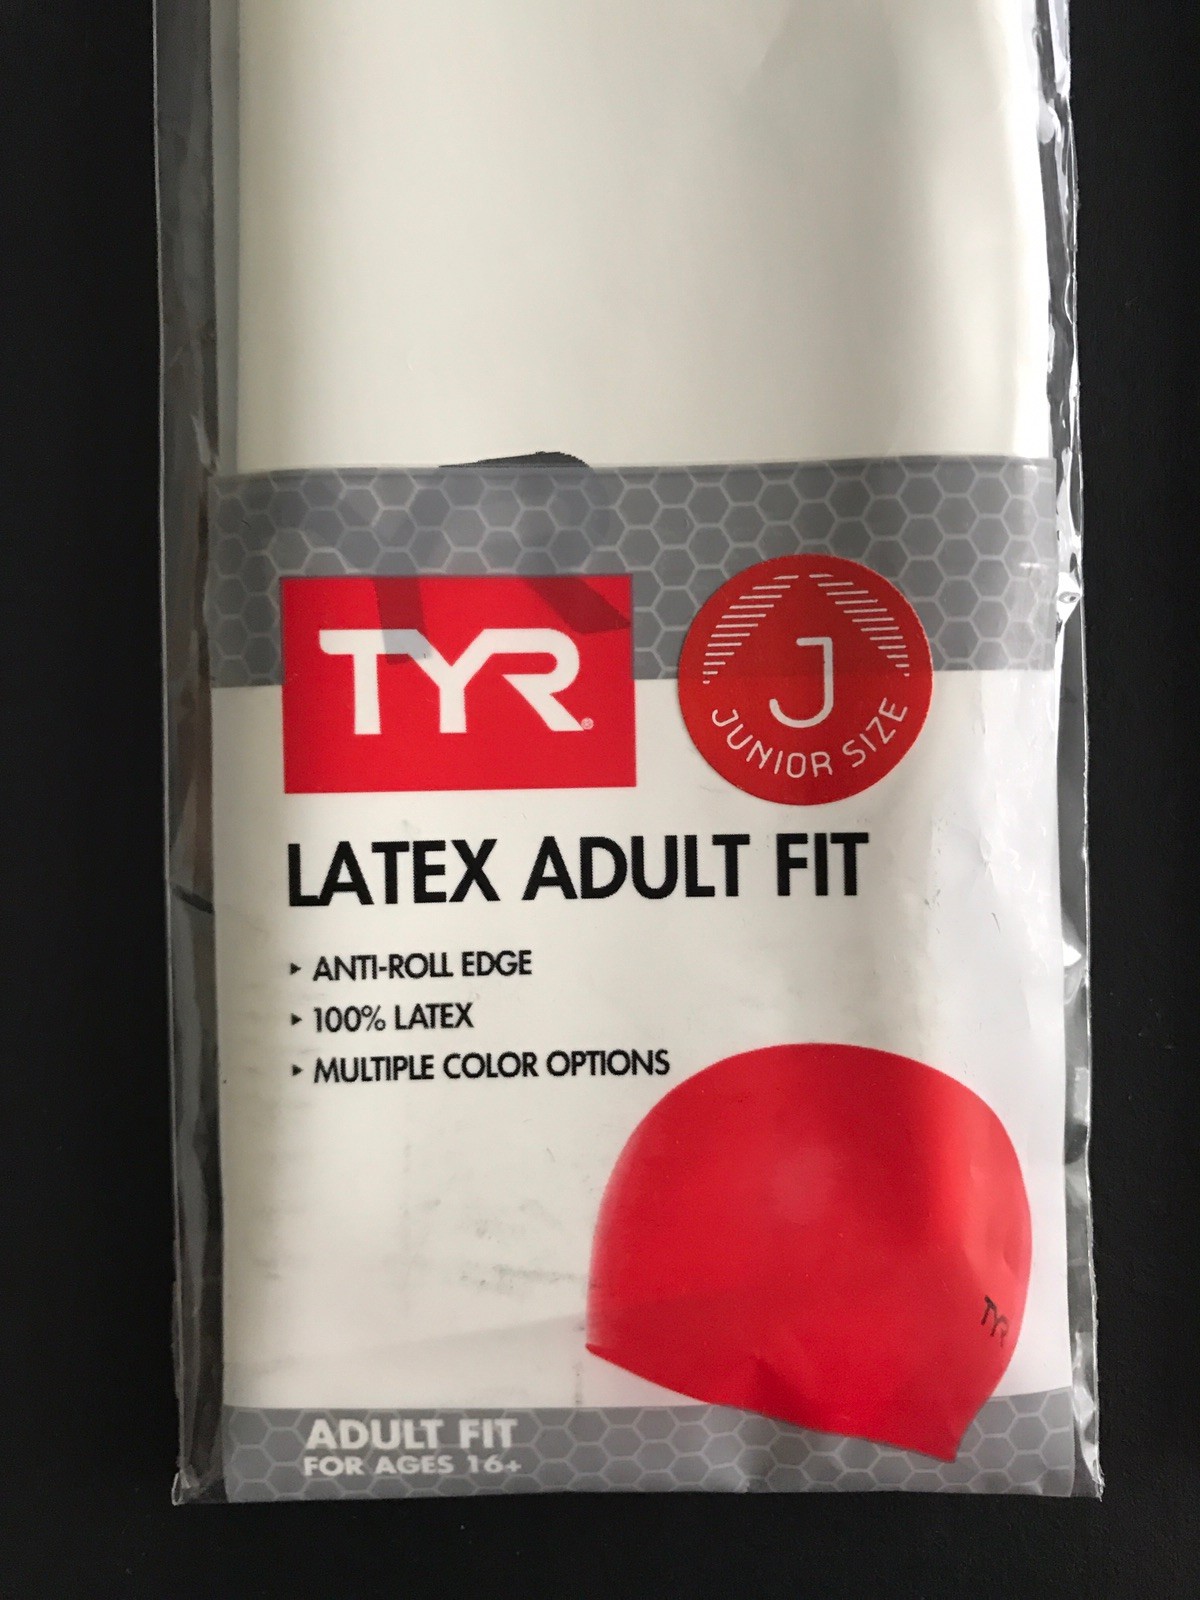 TYR®
J
JUNIOR SIZE
LATEX ADULT FIT
▸ ANTI-ROLL EDGE
▸ 100% LATEX
▸ MULTIPLE COLOR OPTIONS
TYR
ADULT FIT
FOR AGES 16+